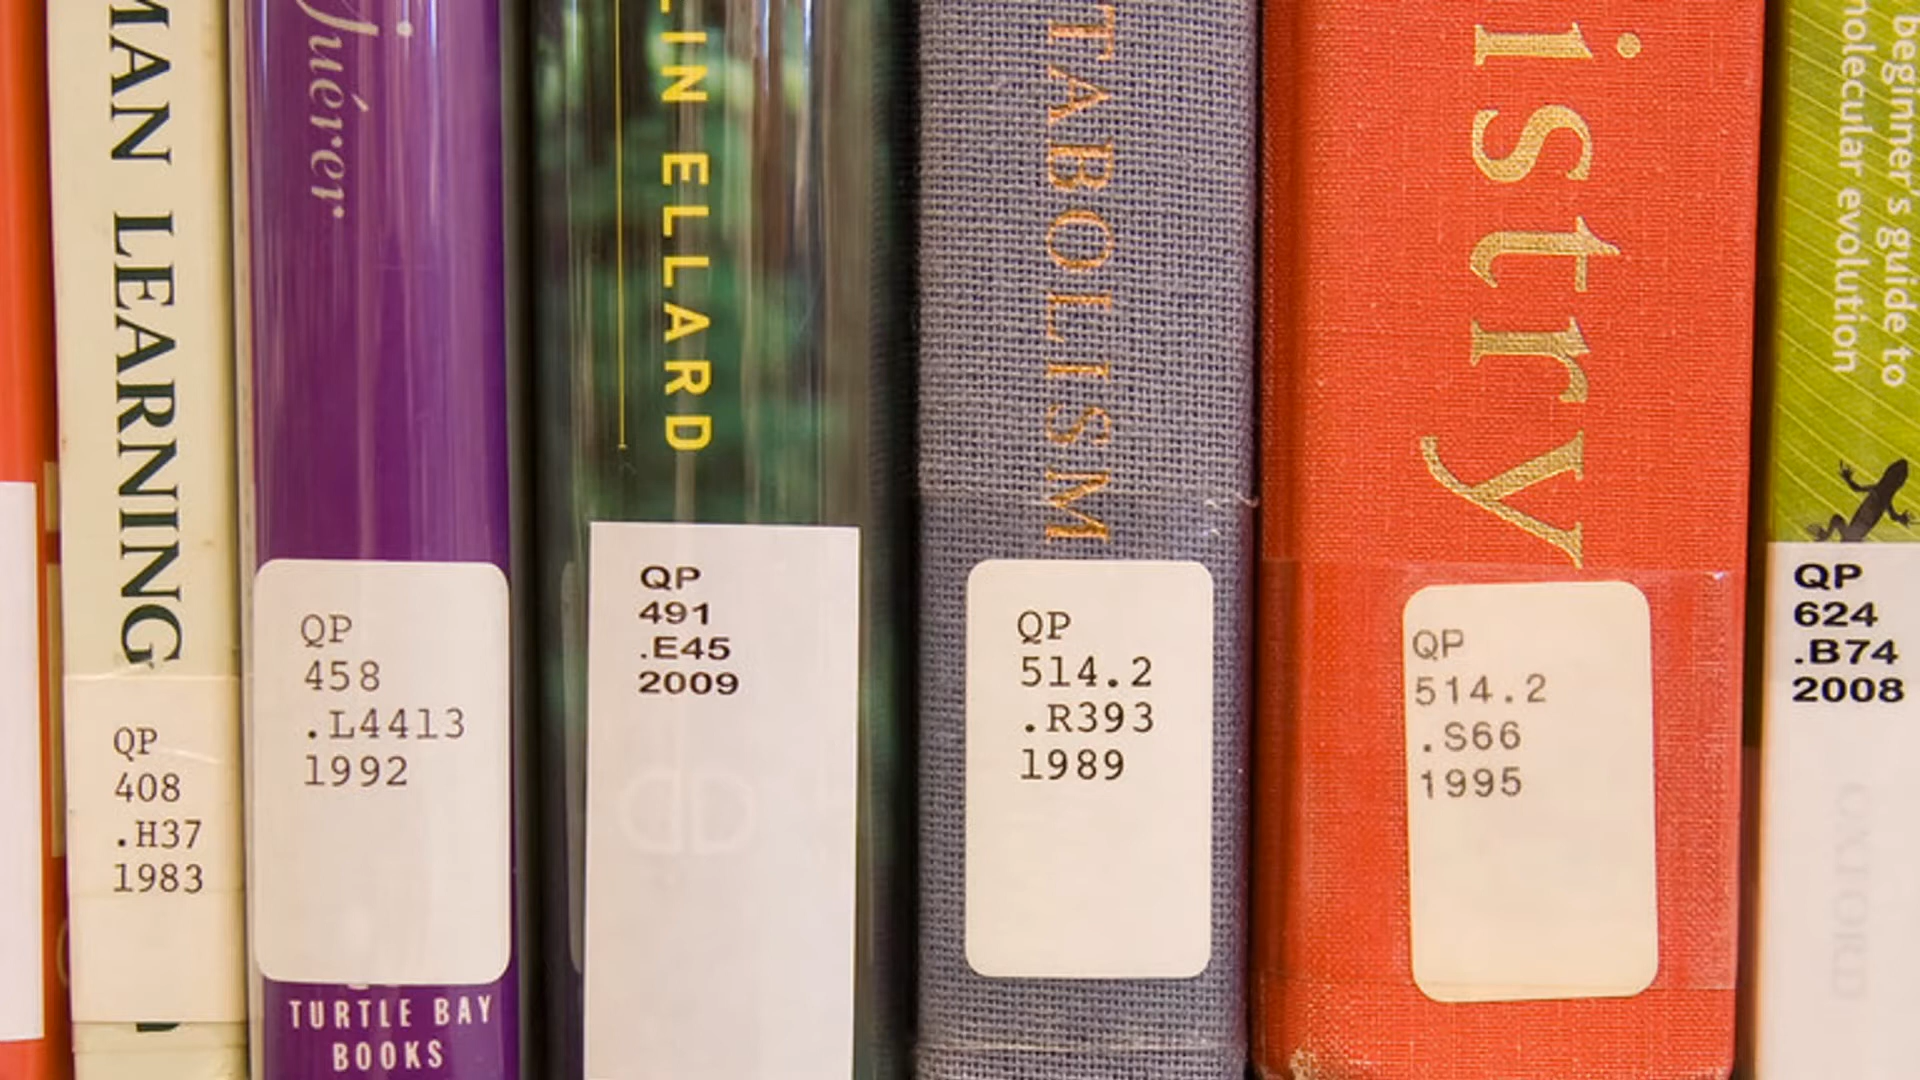 MAN LEARNING
QP
408
.H37
1983
Juérer
QP
458
.L4413
1992
TURTLE BAY
BOOKS
LIN ELLARD
QP
491
.E45
2009
TABOLISM
QP
514.2
.R393
1989
istry
QP
514.2
.S66
1995
beginner's guide to
molecular evolution
QP
624
.B74
2008
OXFORD